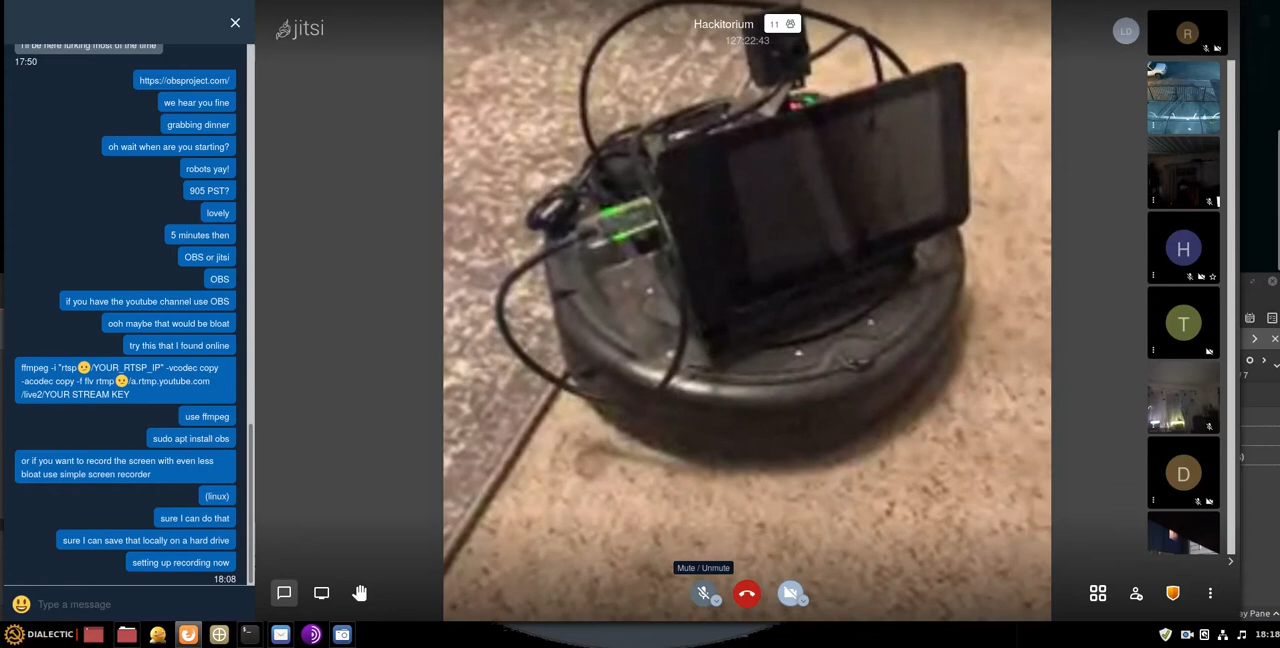 I'll be here lurking most of the time
17:50
https://obsproject.com/
we hear you fine
grabbing dinner
oh wait when are you starting?
robots yay!
905 PST?
lovely
5 minutes then
OBS or jitsi
OBS
if you have the youtube channel use OBS
ooh maybe that would be bloat
try this that I found online
ffmpeg -i "rtsp😕/YOUR_RTSP_IP" -vcodec copy
-acodec copy -f flv rtmp😕/a.rtmp.youtube.com
/live2/YOUR STREAM KEY
use ffmpeg
sudo apt install obs
or if you want to record the screen with even less
bloat use simple screen recorder
(linux)
sure I can do that
sure I can save that locally on a hard drive
setting up recording now
18:08
Type a message
DIALECTIC
jitsi
Hackitorium
11
127:22:43
Mute / Unmute
LD
R
H
T
D
/ 7
ay Pane
18:18